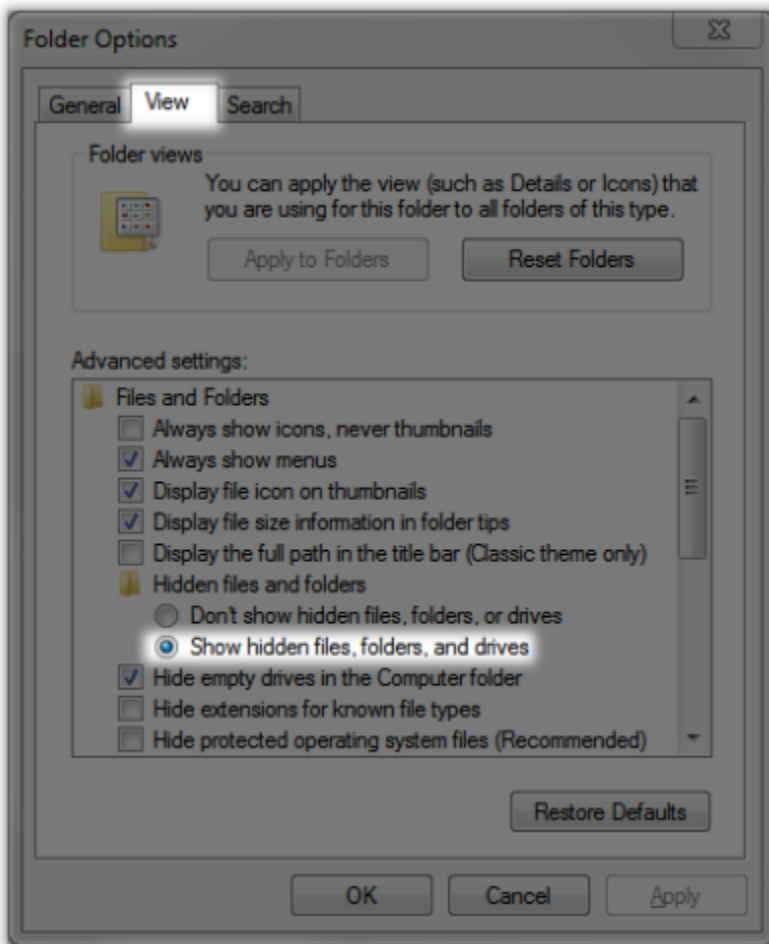 Folder Options
General View Search
Folder views
You can apply the view (such as Details or Icons) that
you are using for this folder to all folders of this type.
Apply to Folders Reset Folders
Advanced settings:
Files and Folders
Always show icons, never thumbnails
Always show menus
Display file icon on thumbnails
Display file size information in folder tips
Display the full path in the title bar (Classic theme only)
Hidden files and folders
Don't show hidden files, folders, or drives
Show hidden files, folders, and drives
Hide empty drives in the Computer folder
Hide extensions for known file types
Hide protected operating system files (Recommended)
Restore Defaults
OK Cancel Apply